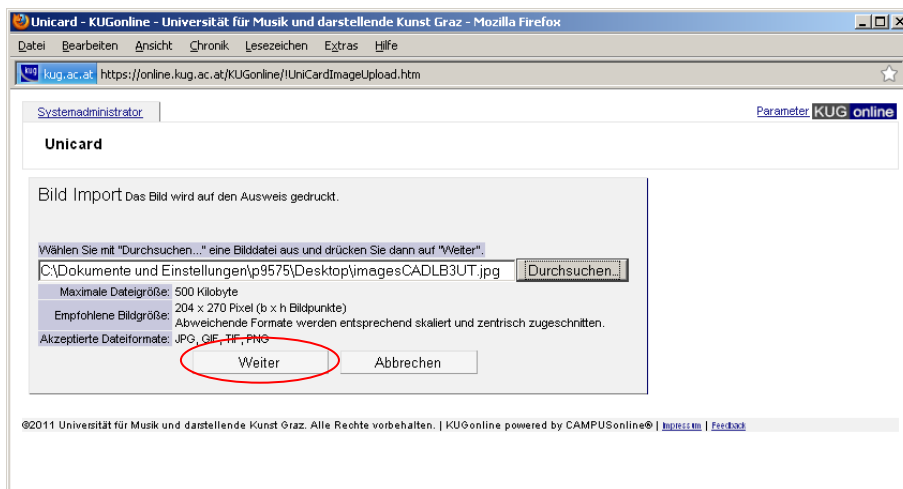 Unicard - KUGonline - Universität für Musik und darstellende Kunst Graz - Mozilla Firefox
Datei Bearbeiten Ansicht Chronik Lesezeichen Extras Hilfe
kug kug.ac.at https://online.kug.ac.at/KUGonline/!UniCardImageUpload.htm
Systemadministrator Parameter KUG online
Unicard
Bild Import Das Bild wird auf den Ausweis gedruckt.
Wählen Sie mit "Durchsuchen..." eine Bilddatei aus und drücken Sie dann auf "Weiter".
C:\Dokumente und Einstellungen\p9575\Desktop\imagesCADLB3UT.jpg Durchsuchen...
Maximale Dateigröße: 500 Kilobyte
Empfohlene Bildgröße: 204 x 270 Pixel (b x h Bildpunkte)
Abweichende Formate werden entsprechend skaliert und zentrisch zugeschnitten.
Akzeptierte Dateiformate: JPG, GIF, TIF, PNG
Weiter Abbrechen
©2011 Universität für Musik und darstellende Kunst Graz. Alle Rechte vorbehalten. | KUGonline powered by CAMPUSonline® | Impressum | Feedback